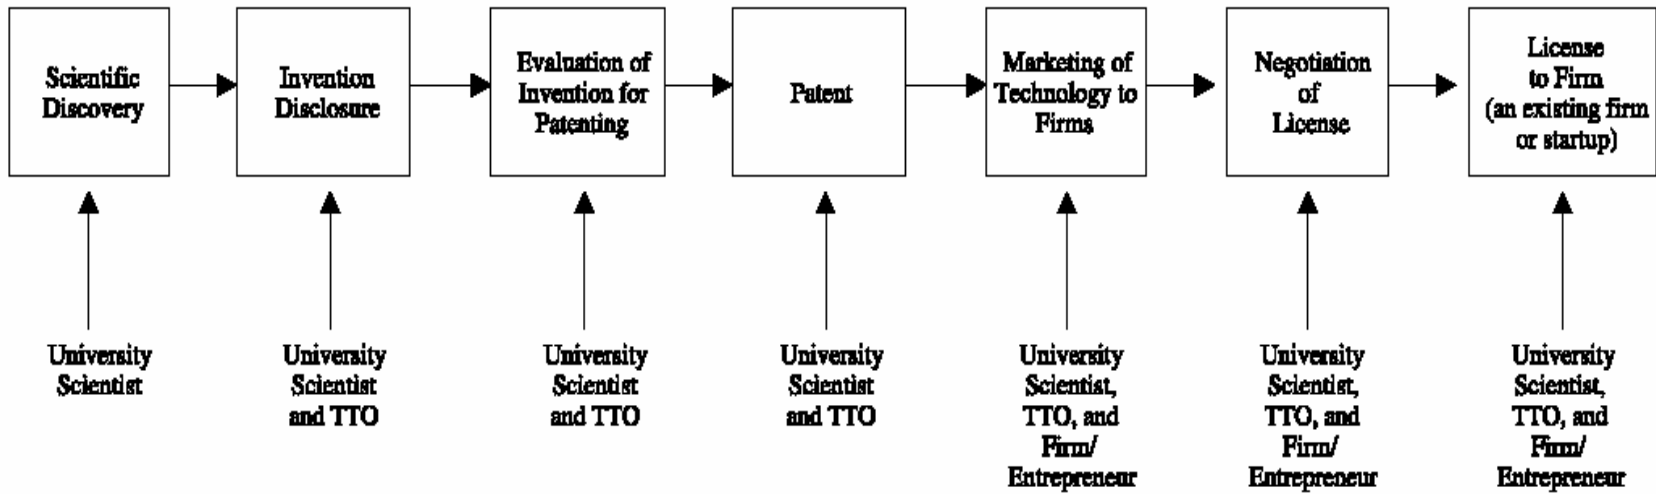 Scientific
Discovery
Invention
Disclosure
Evaluation of
Invention for
Patenting
Patent
Marketing of
Technology to
Firms
Negotiation
of
License
License
to Firm
(an existing firm
or startup)
University
Scientist
University
Scientist
and TTO
University
Scientist
and TTO
University
Scientist
and TTO
University
Scientist,
TTO, and
Firm/
Entrepreneur
University
Scientist,
TTO, and
Firm/
Entrepreneur
University
Scientist,
TTO, and
Firm/
Entrepreneur